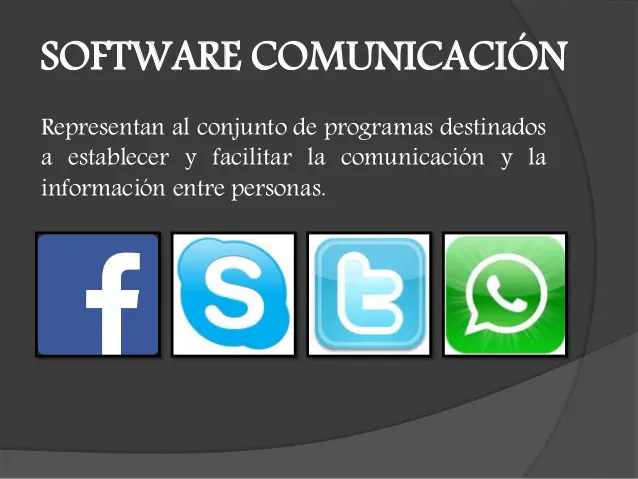 SOFTWARE COMUNICACIÓN
Representan al conjunto de programas destinados
a establecer y facilitar la comunicación y la
información entre personas.
f S t